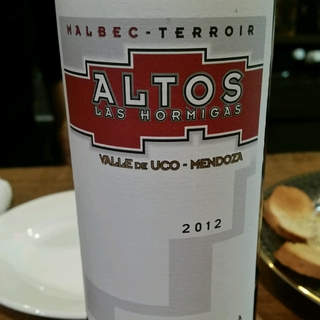 MALBEC - TERROIR
ALTOS
LAS HORMIGAS
VALLE DE UCO - MENDOZA
2012